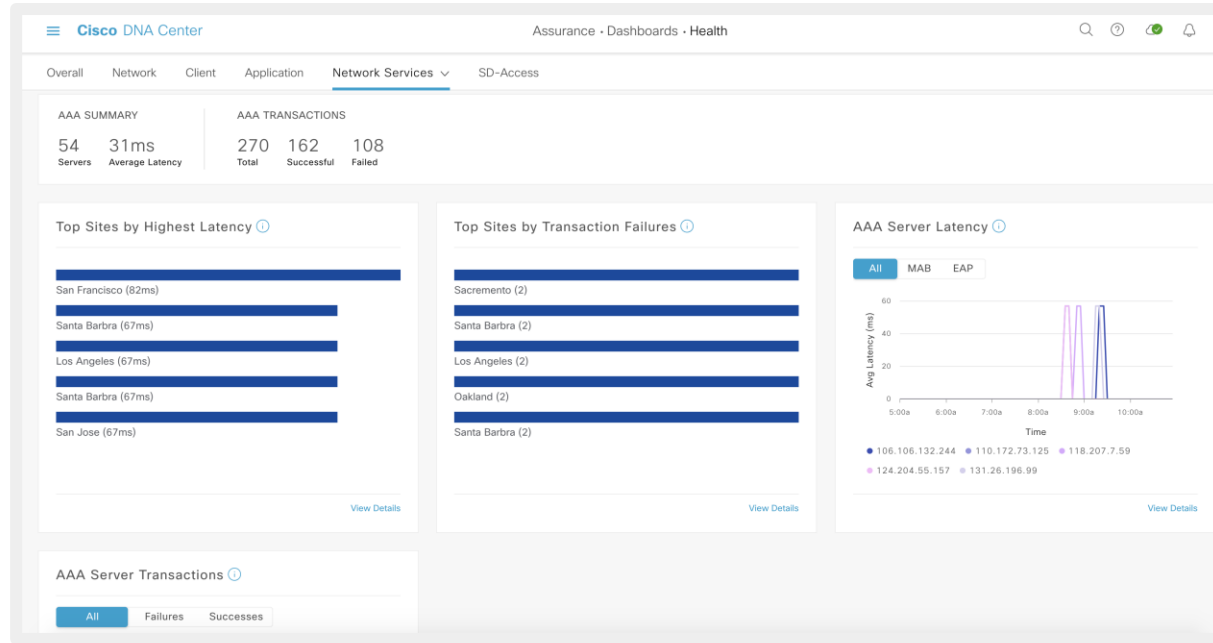 Cisco DNA Center
Assurance · Dashboards · Health
Overall Network Client Application Network Services SD-Access
AAA SUMMARY
54 31ms
Servers Average Latency
AAA TRANSACTIONS
270 162 108
Total Successful Failed
Top Sites by Highest Latency
San Francisco (82ms)
Santa Barbra (67ms)
Los Angeles (67ms)
Santa Barbra (67ms)
San Jose (67ms)
View Details
Top Sites by Transaction Failures
Sacremento (2)
Santa Barbra (2)
Los Angeles (2)
Oakland (2)
Santa Barbra (2)
View Details
AAA Server Latency
All MAB EAP
Avg Latency (ms)
60
40
20
0
5:00a 6:00a 7:00a 8:00a 9:00a 10:00a
Time
106.106.132.244 110.172.73.125 118.207.7.59
124.204.55.157 131.26.196.99
View Details
AAA Server Transactions
All Failures Successes